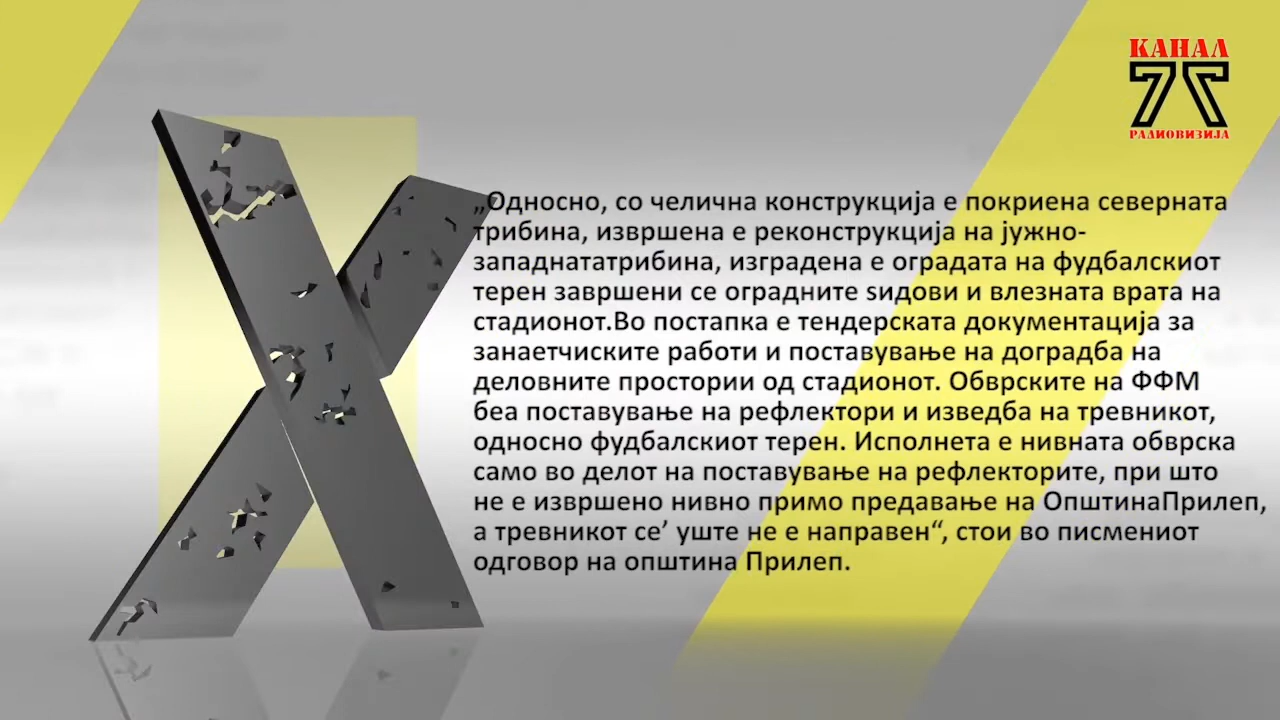 КАНАЛ
77
РАДИОВИЗИЈА
„Односно, со челична конструкција е покриена северната
трибина, извршена е реконструкција на јужно-
западнататрибина, изградена е оградата на фудбалскиот
терен завршени се оградните ѕидови и влезната врата на
стадионот.Во постапка е тендерската документација за
занаетчиските работи и поставување на доградба на
деловните простории од стадионот. Обврските на ФФМ
беа поставување на рефлектори и изведба на тревникот,
односно фудбалскиот терен. Исполнета е нивната обврска
само во делот на поставување на рефлекторите, при што
не е извршено нивно примо предавање на ОпштинаПрилеп,
а тревникот се’ уште не е направен“, стои во писмениот
одговор на општина Прилеп.